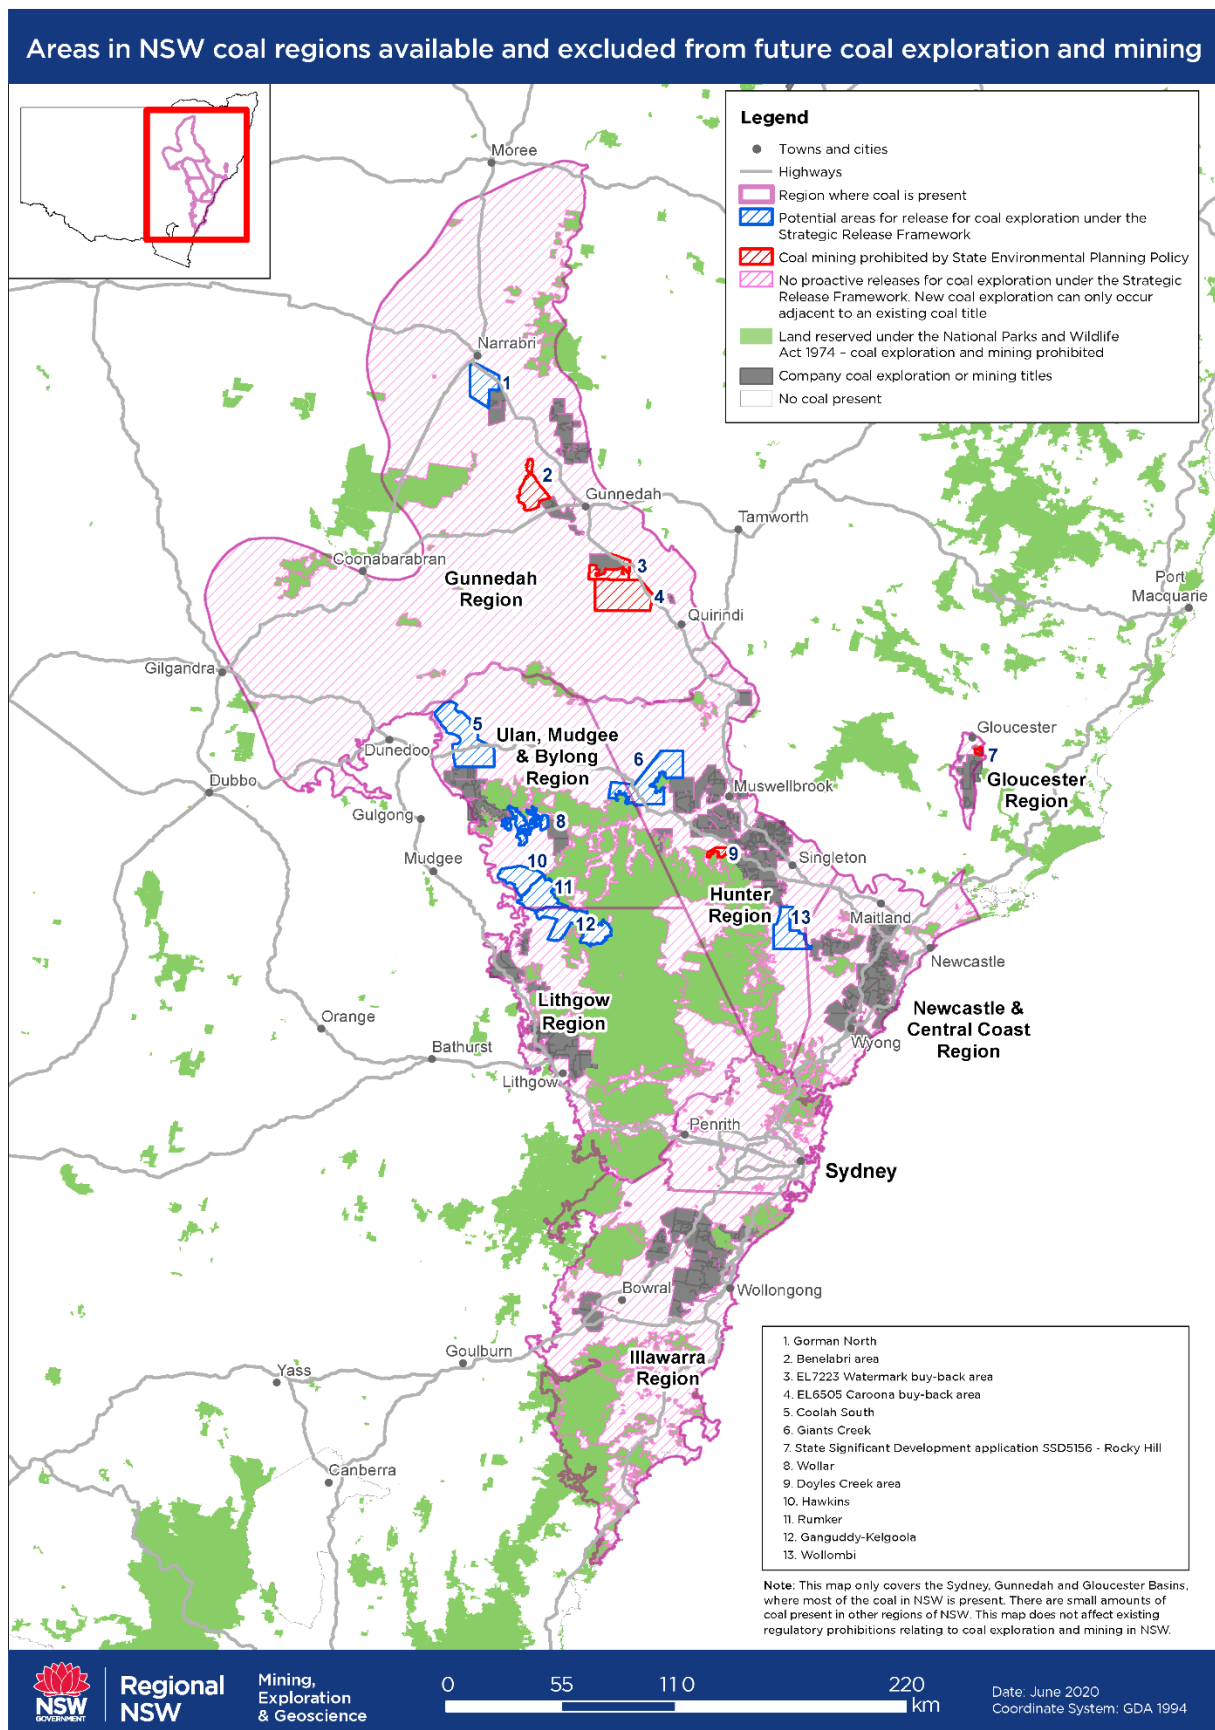 Areas in NSW coal regions available and excluded from future coal exploration and mining
Legend
Towns and cities
Highways
Region where coal is present
Potential areas for release for coal exploration under the
Strategic Release Framework
Coal mining prohibited by State Environmental Planning Policy
No proactive releases for coal exploration under the Strategic
Release Framework. New coal exploration can only occur
adjacent to an existing coal title
Land reserved under the National Parks and Wildlife
Act 1974 – coal exploration and mining prohibited
Company coal exploration or mining titles
No coal present
Moree
Narrabri
1
2
Gunnedah
Tamworth
Coonabarabran
3
Gunnedah
Region
4
Port
Macquarie
Quirindi
Gilgandra
5
Ulan, Mudgee
& Bylong
Region
6
Gloucester
7
Gloucester
Region
Dunedoo
Dubbo
Muswellbrook
Gulgong
8
Mudgee
9
Singleton
10
11
Hunter
Region
12
13
Maitland
Newcastle
Lithgow
Region
Newcastle &
Central Coast
Region
Orange
Wyong
Bathurst
Lithgow
Penrith
Sydney
Bowral
Wollongong
Goulburn
Illawarra
Region
Yass
Canberra
1. Gorman North
2. Benelabri area
3. EL7223 Watermark buy-back area
4. EL6505 Caroona buy-back area
5. Coolah South
6. Giants Creek
7. State Significant Development application SSD5156 - Rocky Hill
8. Wollar
9. Doyles Creek area
10. Hawkins
11. Rumker
12. Ganguddy-Kelgoola
13. Wollombi
Note: This map only covers the Sydney, Gunnedah and Gloucester Basins,
where most of the coal in NSW is present. There are small amounts of
coal present in other regions of NSW. This map does not affect existing
regulatory prohibitions relating to coal exploration and mining in NSW.
NSW
GOVERNMENT
Regional
NSW
Mining,
Exploration
& Geoscience
0 55 110 220
km
Date: June 2020
Coordinate System: GDA 1994